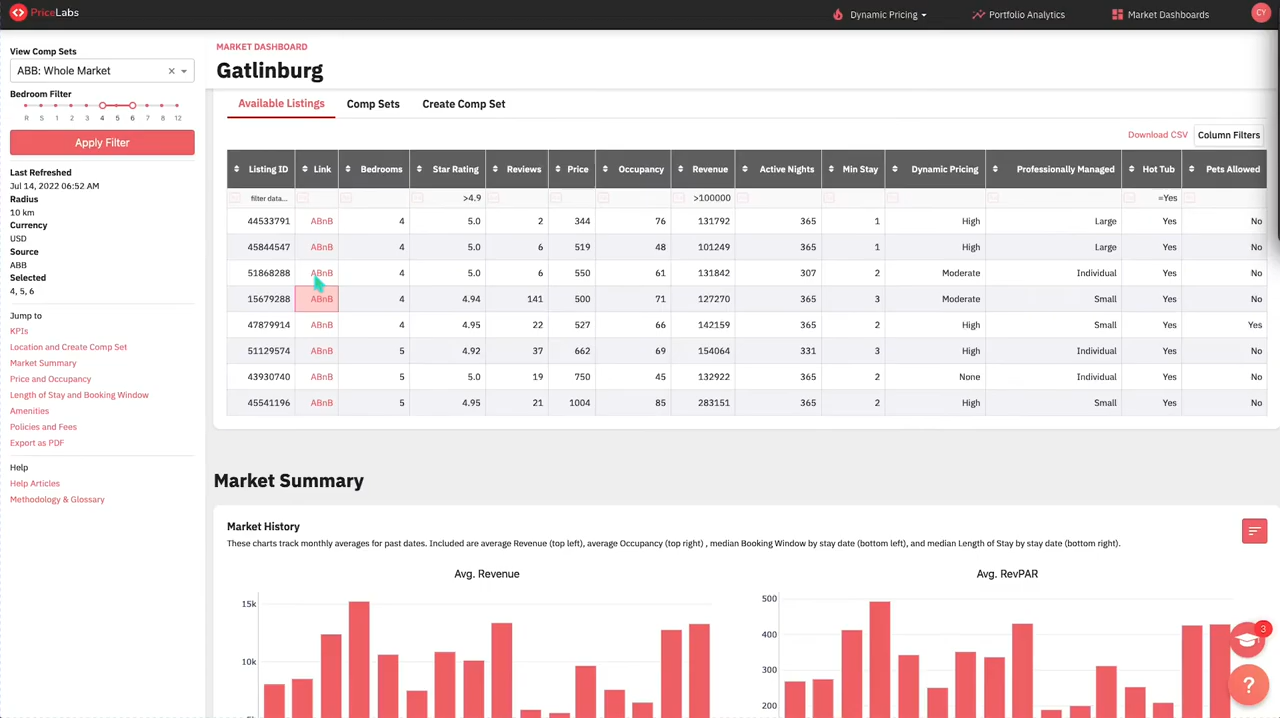 PriceLabs
Dynamic Pricing
Portfolio Analytics
Market Dashboards
CY
View Comp Sets
ABB: Whole Market
Bedroom Filter
R S 1 2 3 4 5 6 7 8 12
Apply Filter
Last Refreshed
Jul 14, 2022 06:52 AM
Radius
10 km
Currency
USD
Source
ABB
Selected
4, 5, 6
Jump to
KPIs
Location and Create Comp Set
Market Summary
Price and Occupancy
Length of Stay and Booking Window
Amenities
Policies and Fees
Export as PDF
Help
Help Articles
Methodology & Glossary
MARKET DASHBOARD
Gatlinburg
Available Listings Comp Sets Create Comp Set
Download CSV Column Filters
Listing ID Link Bedrooms Star Rating Reviews Price Occupancy Revenue Active Nights Min Stay Dynamic Pricing Professionally Managed Hot Tub Pets Allowed
filter data... >4.9 >100000 =Yes
44533791 ABnB 4 5.0 2 344 76 131792 365 1 High Large Yes No
45844547 ABnB 4 5.0 6 519 48 101249 365 1 High Large Yes No
51868288 ABnB 4 5.0 6 550 61 131842 307 2 Moderate Individual Yes No
15679288 ABnB 4 4.94 141 500 71 127270 365 3 Moderate Small Yes No
47879914 ABnB 4 4.95 22 527 66 142159 365 2 High Small Yes Yes
51129574 ABnB 5 4.92 37 662 69 154064 331 3 High Individual Yes No
43930740 ABnB 5 5.0 19 750 45 132922 365 2 None Individual Yes No
45541196 ABnB 5 4.95 21 1004 85 283151 365 2 High Small Yes No
Market Summary
Market History
These charts track monthly averages for past dates. Included are average Revenue (top left), average Occupancy (top right) , median Booking Window by stay date (bottom left), and median Length of Stay by stay date (bottom right).
Avg. Revenue
15k
10k
Avg. RevPAR
500
400
300
200
3
?